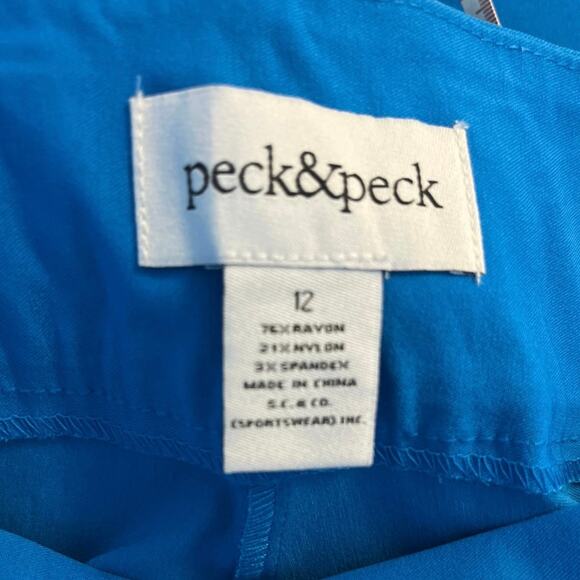 peck&peck
12
76% RAYON
21% NYLON
3% SPANDEX
MADE IN CHINA
S.C. & CO.
(SPORTSWEAR) INC.